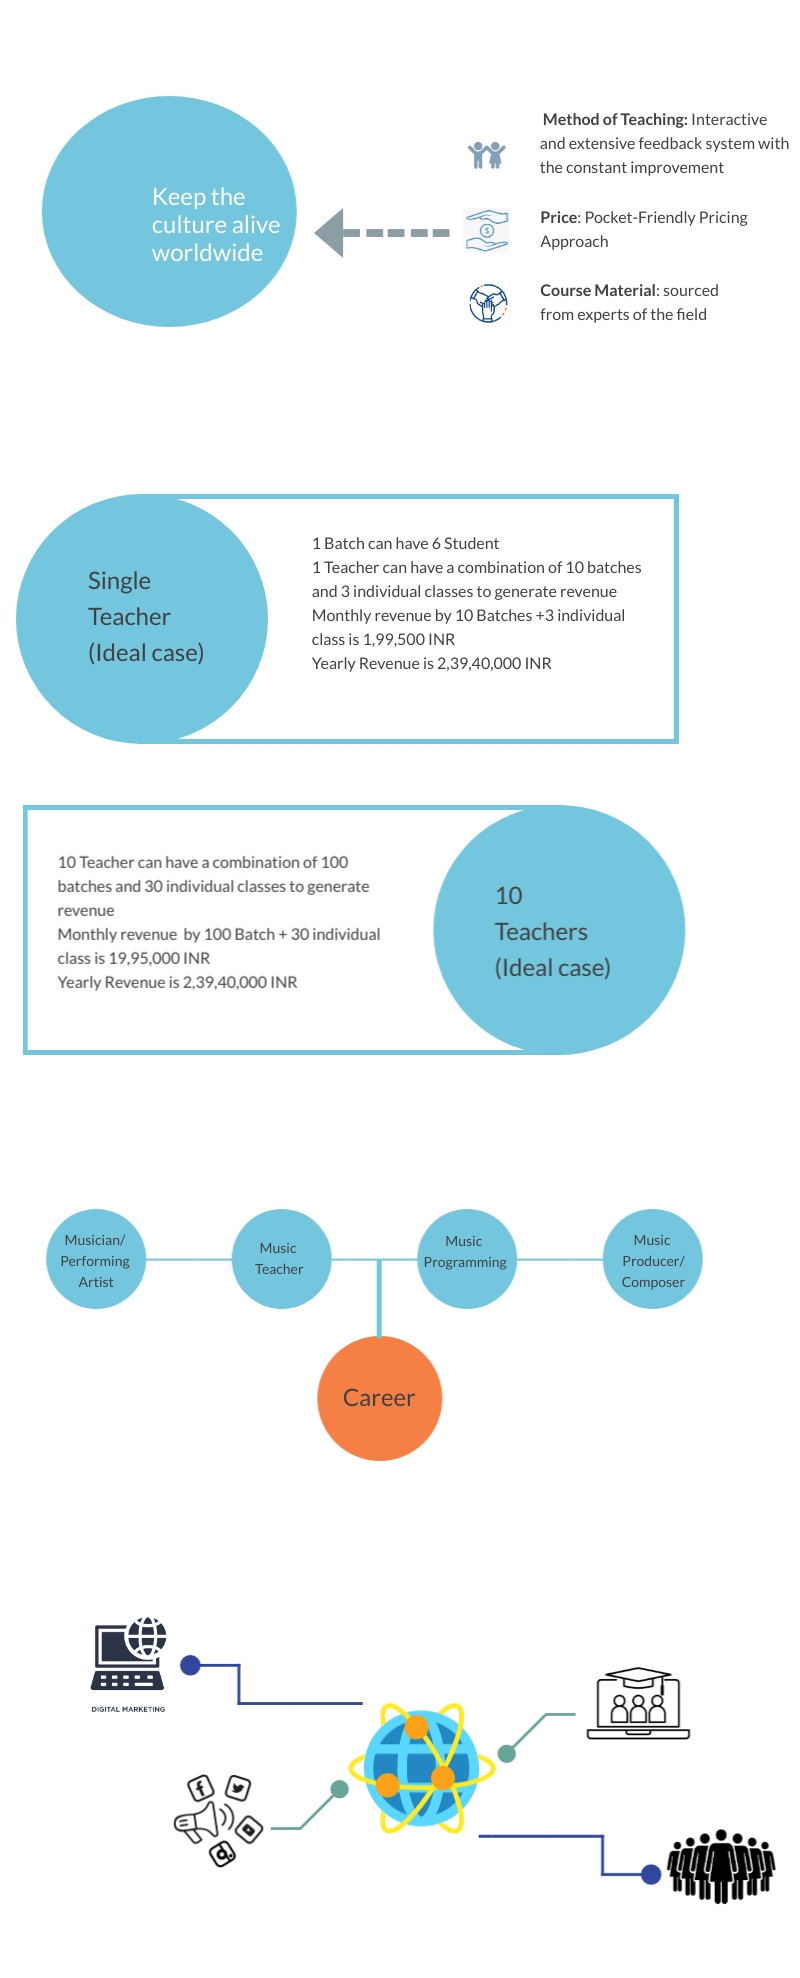 Keep the
culture alive
worldwide
Method of Teaching: Interactive
and extensive feedback system with
the constant improvement
Price: Pocket-Friendly Pricing
Approach
$
Course Material: sourced
from experts of the field
Single
Teacher
(Ideal case)
1 Batch can have 6 Student
1 Teacher can have a combination of 10 batches
and 3 individual classes to generate revenue
Monthly revenue by 10 Batches +3 individual
class is 1,99,500 INR
Yearly Revenue is 2,39,40,000 INR
10 Teacher can have a combination of 100
batches and 30 individual classes to generate
revenue
Monthly revenue by 100 Batch + 30 individual
class is 19,95,000 INR
Yearly Revenue is 2,39,40,000 INR
10
Teachers
(Ideal case)
Musician/
Performing
Artist
Music
Teacher
Music
Programming
Music
Producer/
Composer
Career
DIGITAL MARKETING